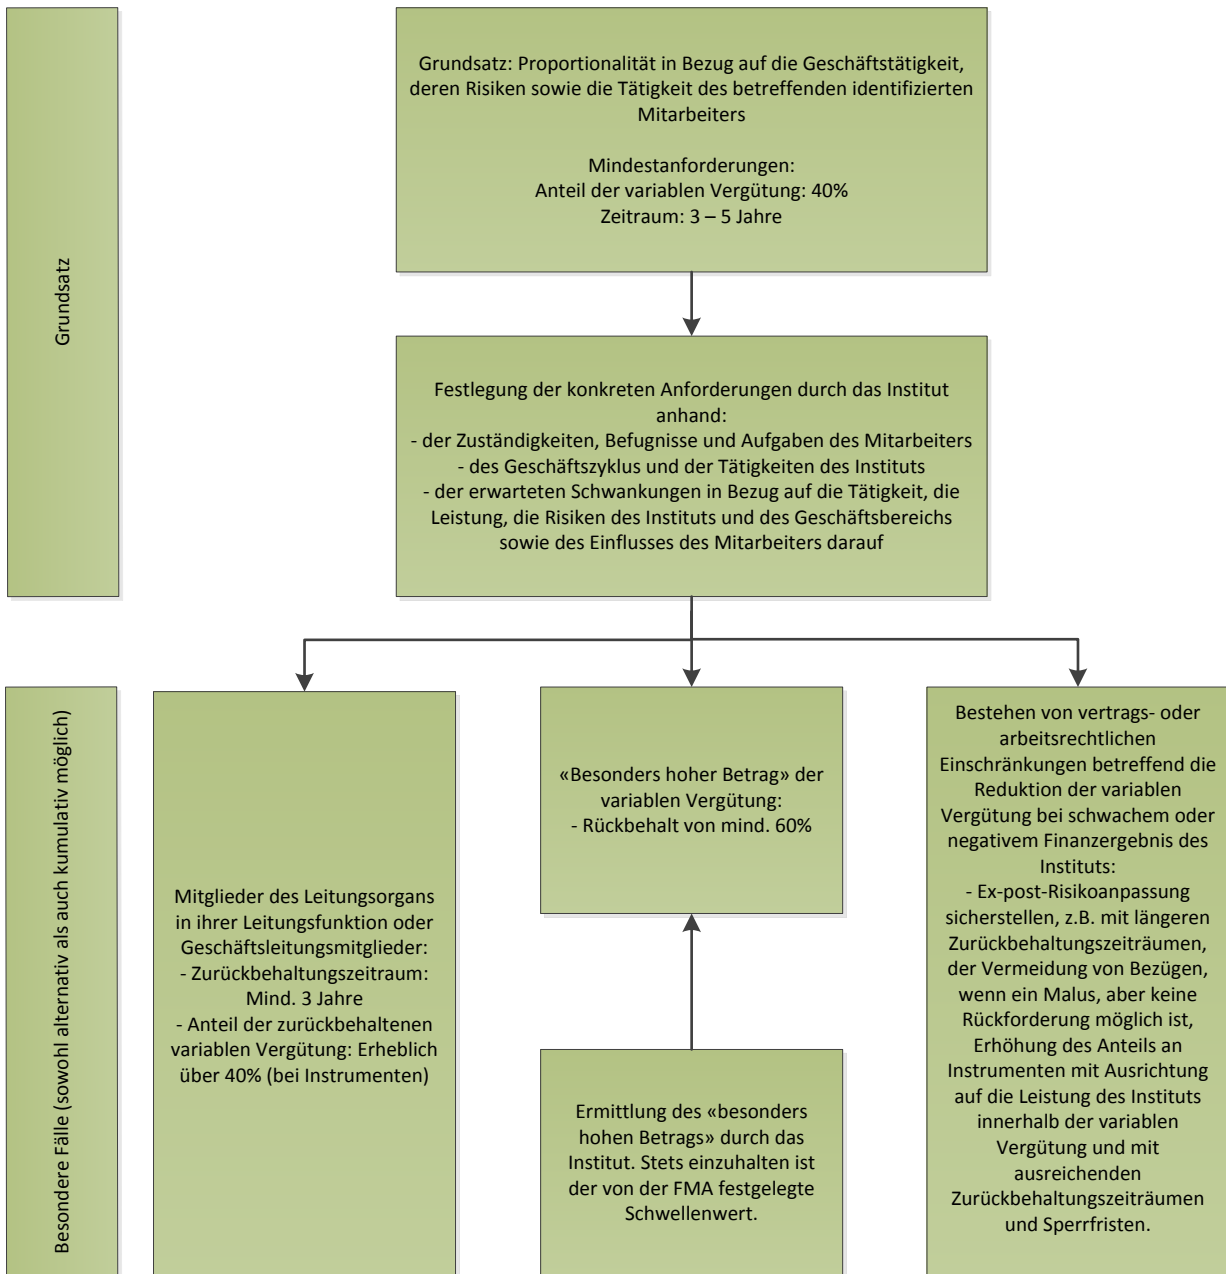 Grundsatz
Grundsatz: Proportionalität in Bezug auf die Geschäftstätigkeit,
deren Risiken sowie die Tätigkeit des betreffenden identifizierten
Mitarbeiters
Mindestanforderungen:
Anteil der variablen Vergütung: 40%
Zeitraum: 3 – 5 Jahre
Festlegung der konkreten Anforderungen durch das Institut
anhand:
- der Zuständigkeiten, Befugnisse und Aufgaben des Mitarbeiters
- des Geschäftszyklus und der Tätigkeiten des Instituts
- der erwarteten Schwankungen in Bezug auf die Tätigkeit, die
Leistung, die Risiken des Instituts und des Geschäftsbereichs
sowie des Einflusses des Mitarbeiters darauf
Besondere Fälle (sowohl alternativ als auch kumulativ möglich)
Mitglieder des Leitungsorgans
in ihrer Leitungsfunktion oder
Geschäftsleitungsmitglieder:
- Zurückbehaltungszeitraum:
Mind. 3 Jahre
- Anteil der zurückbehaltenen
variablen Vergütung: Erheblich
über 40% (bei Instrumenten)
«Besonders hoher Betrag» der
variablen Vergütung:
- Rückbehalt von mind. 60%
Ermittlung des «besonders
hohen Betrags» durch das
Institut. Stets einzuhalten ist
der von der FMA festgelegte
Schwellenwert.
Bestehen von vertrags- oder
arbeitsrechtlichen
Einschränkungen betreffend die
Reduktion der variablen
Vergütung bei schwachem oder
negativem Finanzergebnis des
Instituts:
- Ex-post-Risikoanpassung
sicherstellen, z.B. mit längeren
Zurückbehaltungszeiträumen,
der Vermeidung von Bezügen,
wenn ein Malus, aber keine
Rückforderung möglich ist,
Erhöhung des Anteils an
Instrumenten mit Ausrichtung
auf die Leistung des Instituts
innerhalb der variablen
Vergütung und mit
ausreichenden
Zurückbehaltungszeiträumen
und Sperrfristen.